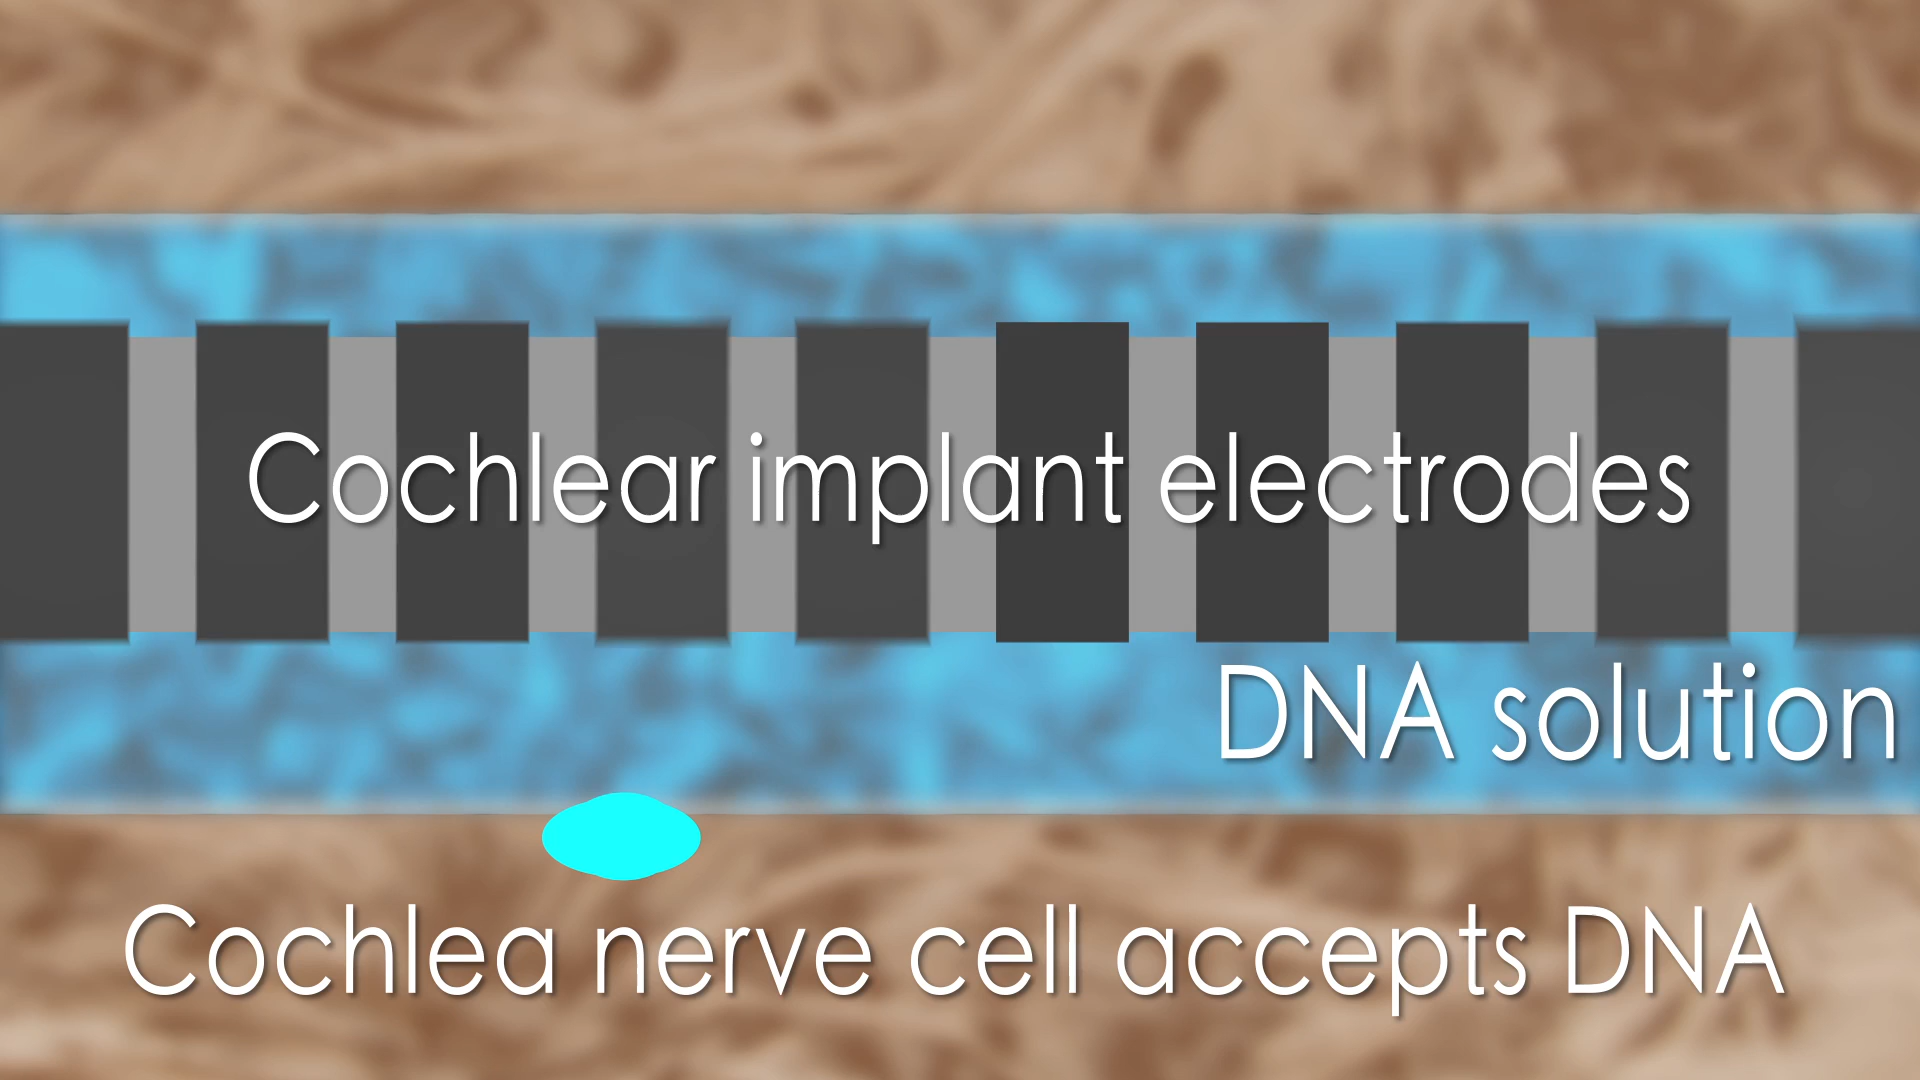 Cochlear implant electrodes
DNA solution
Cochlea nerve cell accepts DNA